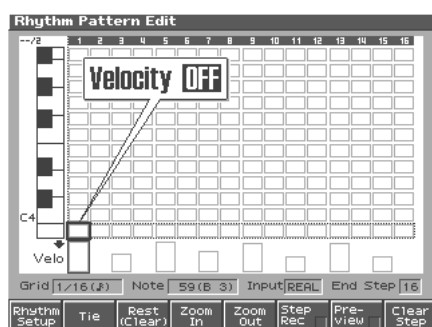 Rhythm Pattern Edit
--/2 1 2 3 4 5 6 7 8 9 10 11 12 13 14 15 16
Velocity OFF
C4
Velo
Grid 1/16(♪) Note 59(B 3) Input REAL End Step 16
Rhythm Setup Tie Rest (Clear) Zoom In Zoom Out Step Rec Pre-view Clear Step